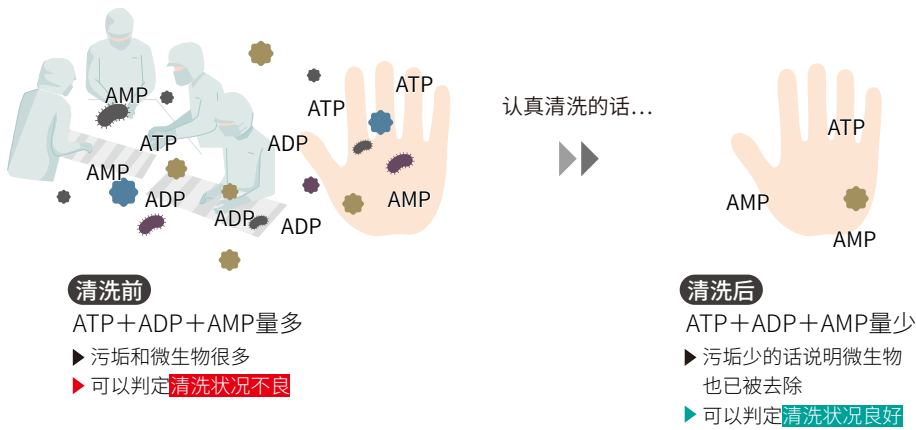 AMP
ATP
ATP
ATP
ADP
AMP
ADP
ADP
ADP
AMP
认真清洗的话…
ATP
AMP
AMP
清洗前
ATP＋ADP＋AMP量多
污垢和微生物很多
可以判定清洗状况不良
清洗后
ATP＋ADP＋AMP量少
污垢少的话说明微生物
也已被去除
可以判定清洗状况良好